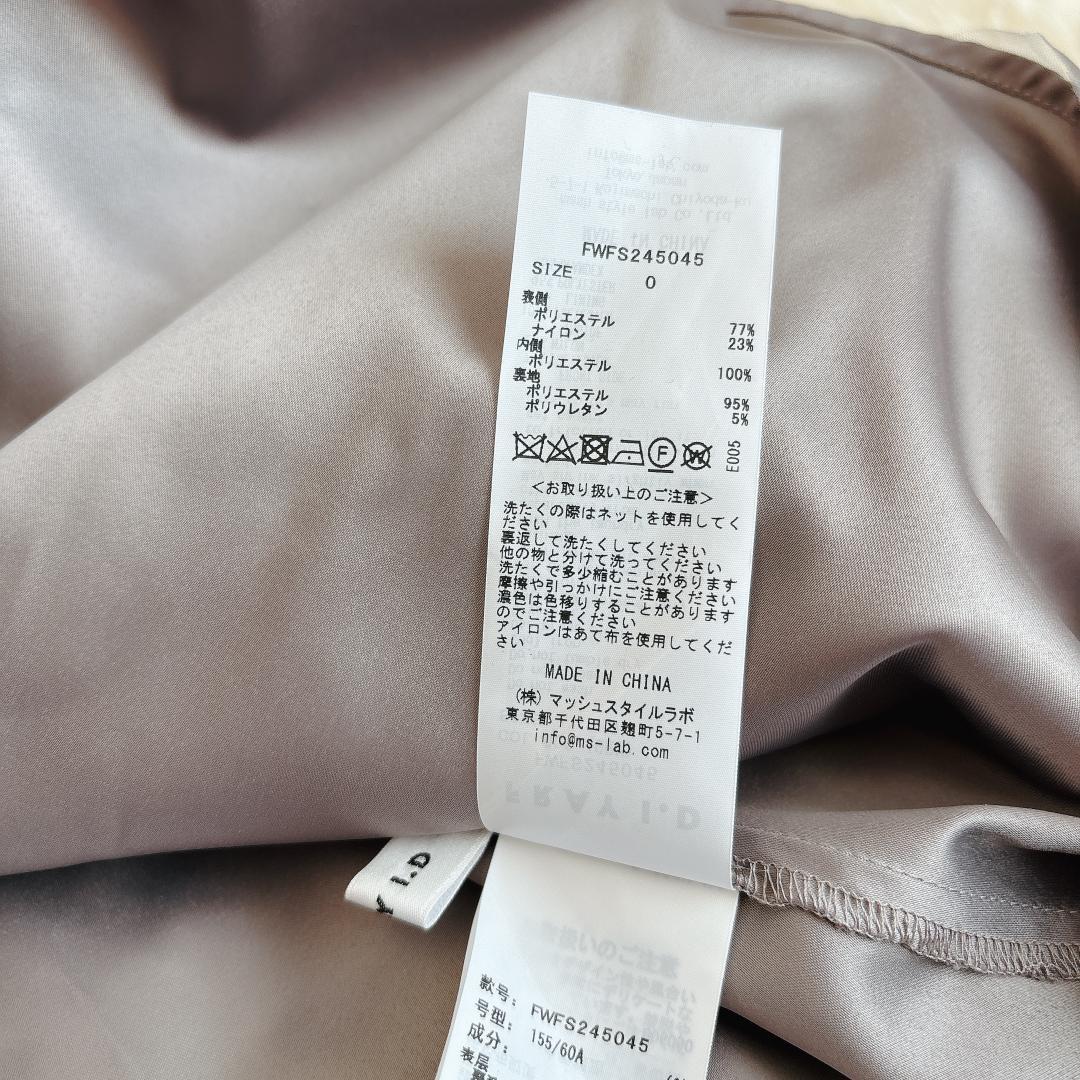 FWFS245045
SIZE 0
表側
ポリエステル 77%
ナイロン 23%
内側
ポリエステル 100%
裏地
ポリエステル 95%
ポリウレタン 5%
F W E005
＜お取り扱い上のご注意＞
洗たくの際はネットを使用してく
ださい
裏返して洗たくしてください
他の物と分けて洗ってください
洗たくで多少縮むことがあります
摩擦や引っかけにご注意ください
濃色は色移りすることがあります
のでご注意ください
アイロンはあて布を使用してくだ
さい
MADE IN CHINA
(株) マッシュスタイルラボ
東京都千代田区麹町5-7-1
info@ms-lab.com
FRAY I.D
Y I.D
款号: FWFS245045
号型: 155/60A
成分:
表层